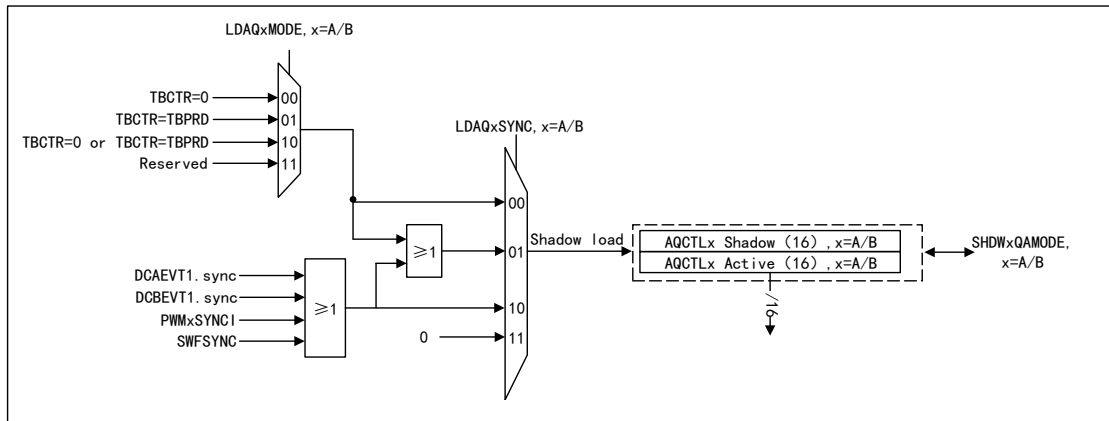 LDAQxMODE, x=A/B
TBCTR=0
00
TBCTR=TBPRD
01
TBCTR=0 or TBCTR=TBPRD
10
Reserved
11
LDAQxSYNC, x=A/B
00
≥1
01
Shadow load
AQCTLx Shadow (16) ,x=A/B
AQCTLx Active (16) ,x=A/B
SHDWxQAMODE,
x=A/B
DCAEVT1.sync
DCBEVT1.sync
PWMxSYNCI
SWFSYNC
≥1
10
0
11
/16